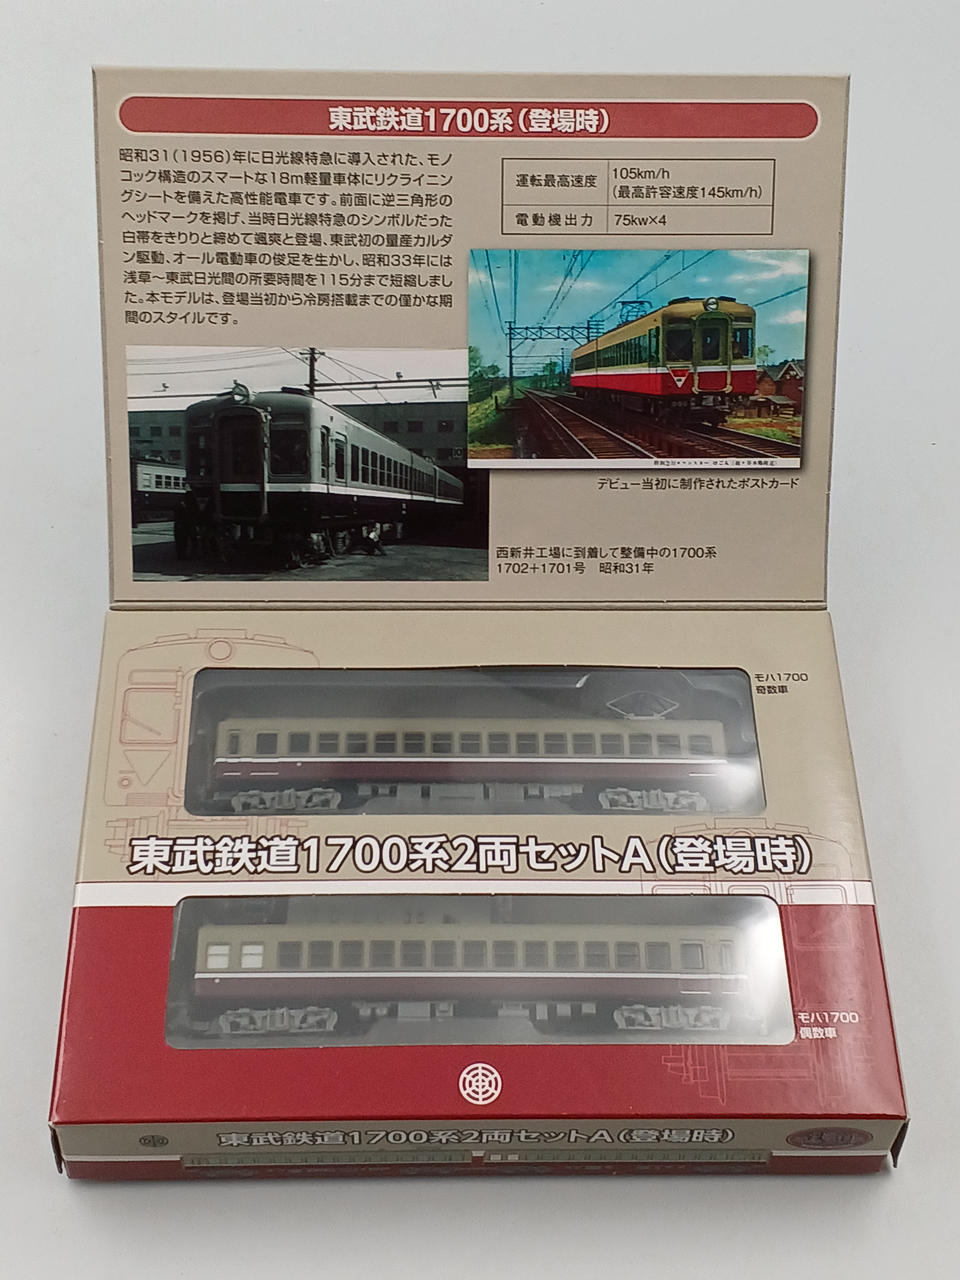 東武鉄道1700系(登場時)
昭和31(1956)年に日光線特急に導入された、モノ
コック構造のスマートな18m軽量車体にリクライニン
グシートを備えた高性能電車です。前面に逆三角形の
ヘッドマークを掲げ、当時日光線特急のシンボルだった
白帯をきりりと締めて颯爽と登場、東武初の量産カルダ
ン駆動、オール電動車の俊足を生かし、昭和33年には
浅草〜東武日光間の所要時間を115分まで短縮しまし
た。本モデルは、登場当初から冷房搭載までの僅かな期
間のスタイルです。
運転最高速度 105km/h
(最高許容速度145km/h)
電動機出力 75kw×4
デビュー当初に制作されたポストカード
西新井工場に到着して整備中の1700系
1702+1701号 昭和31年
モハ1700
奇数車
東武鉄道1700系2両セットA(登場時)
モハ1700
偶数車
東武鉄道1700系2両セットA(登場時)